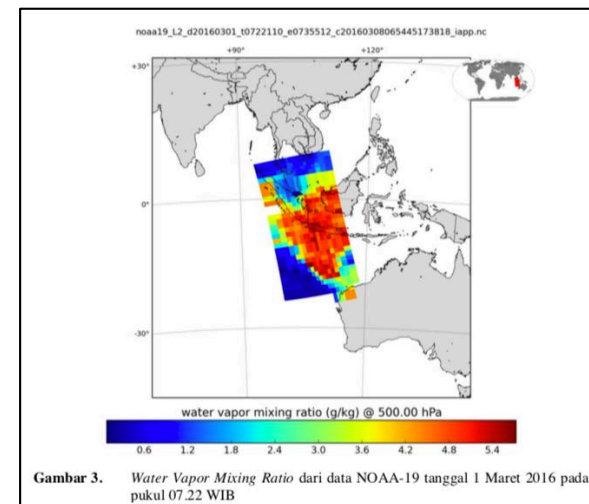 noaa19_L2_d20160301_t0722110_e0735512_c20160308065445173818_iapp.nc
+90° +120°
+30°
0°
-30°
water vapor mixing ratio (g/kg) @ 500.00 hPa
0.6 1.2 1.8 2.4 3.0 3.6 4.2 4.8 5.4
Gambar 3. Water Vapor Mixing Ratio dari data NOAA-19 tanggal 1 Maret 2016 pada
pukul 07.22 WIB